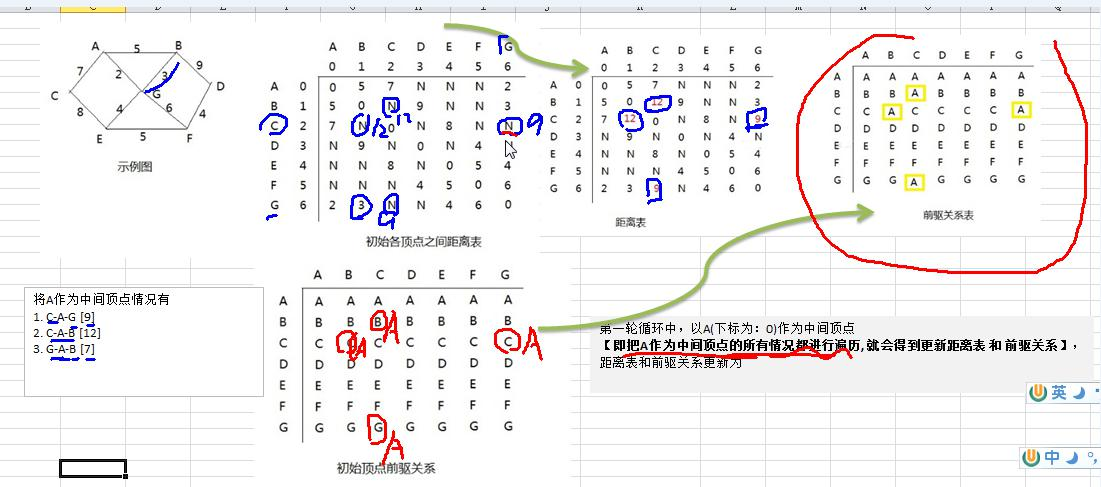 A 5 B
7 2 3 9
C G D
8 4 6 4
E 5 F
示例图
A B C D E F G
0 1 2 3 4 5 6
A 0 0 5 7 N N N 2
B 1 5 0 N 9 N N 3
C 2 7 N 0 N 8 N N
D 3 N 9 N 0 N 4 N
E 4 N N 8 N 0 5 4
F 5 N N N 4 5 0 6
G 6 2 3 N N 4 6 0
12 12 9
9
初始各顶点之间距离表
A B C D E F G
0 1 2 3 4 5 6
A 0 0 5 7 N N N 2
B 1 5 0 12 9 N N 3
C 2 7 12 0 N 8 N 9
D 3 N 9 N 0 N 4 N
E 4 N N 8 N 0 5 4
F 5 N N N 4 5 0 6
G 6 2 3 9 N 4 6 0
距离表
A B C D E F G
A A A A A A A A
B B B A B B B B
C C A C C C C A
D D D D D D D D
E E E E E E E E
F F F F F F F F
G G G A G G G G
前驱关系表
将A作为中间顶点情况有
1. C-A-G [9]
2. C-A-B [12]
3. G-A-B [7]
A B C D E F G
A A A A A A A A
B B B B B B B B
C C C C C C C C
D D D D D D D D
E E E E E E E E
F F F F F F F F
G G G G G G G G
A
A A
A
初始顶点前驱关系
第一轮循环中，以A(下标为：0)作为中间顶点
【即把A作为中间顶点的所有情况都进行遍历,就会得到更新距离表 和 前驱关系】，
距离表和前驱关系更新为
英
中